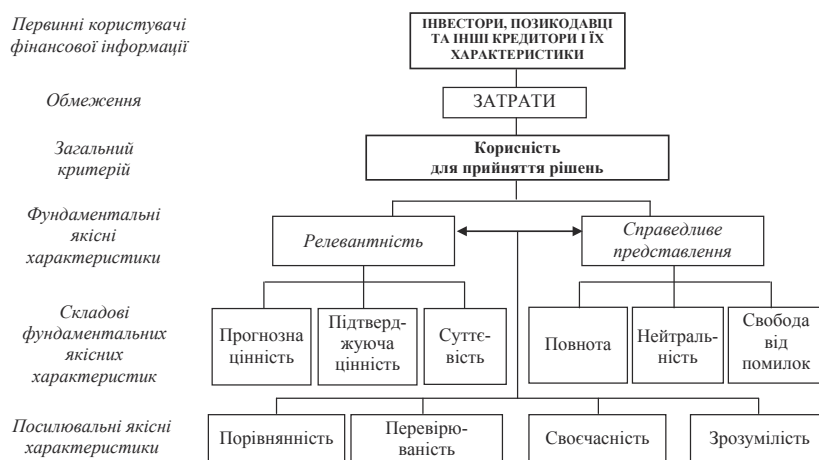 Первинні користувачі
фінансової інформації
ІНВЕСТОРИ, ПОЗИКОДАВЦІ
ТА ІНШІ КРЕДИТОРИ І ЇХ
ХАРАКТЕРИСТИКИ
Обмеження
ЗАТРАТИ
Загальний
критерій
Корисність
для прийняття рішень
Фундаментальні
якісні
характеристики
Релевантність
Справедливе
представлення
Складові
фундаментальних
якісних
характеристик
Прогнозна
цінність
Підтверд-
жуюча
цінність
Суттє-
вість
Повнота
Нейтраль-
ність
Свобода
від
помилок
Посилювальні якісні
характеристики
Порівнянність
Перевірю-
ваність
Своєчасність
Зрозумілість